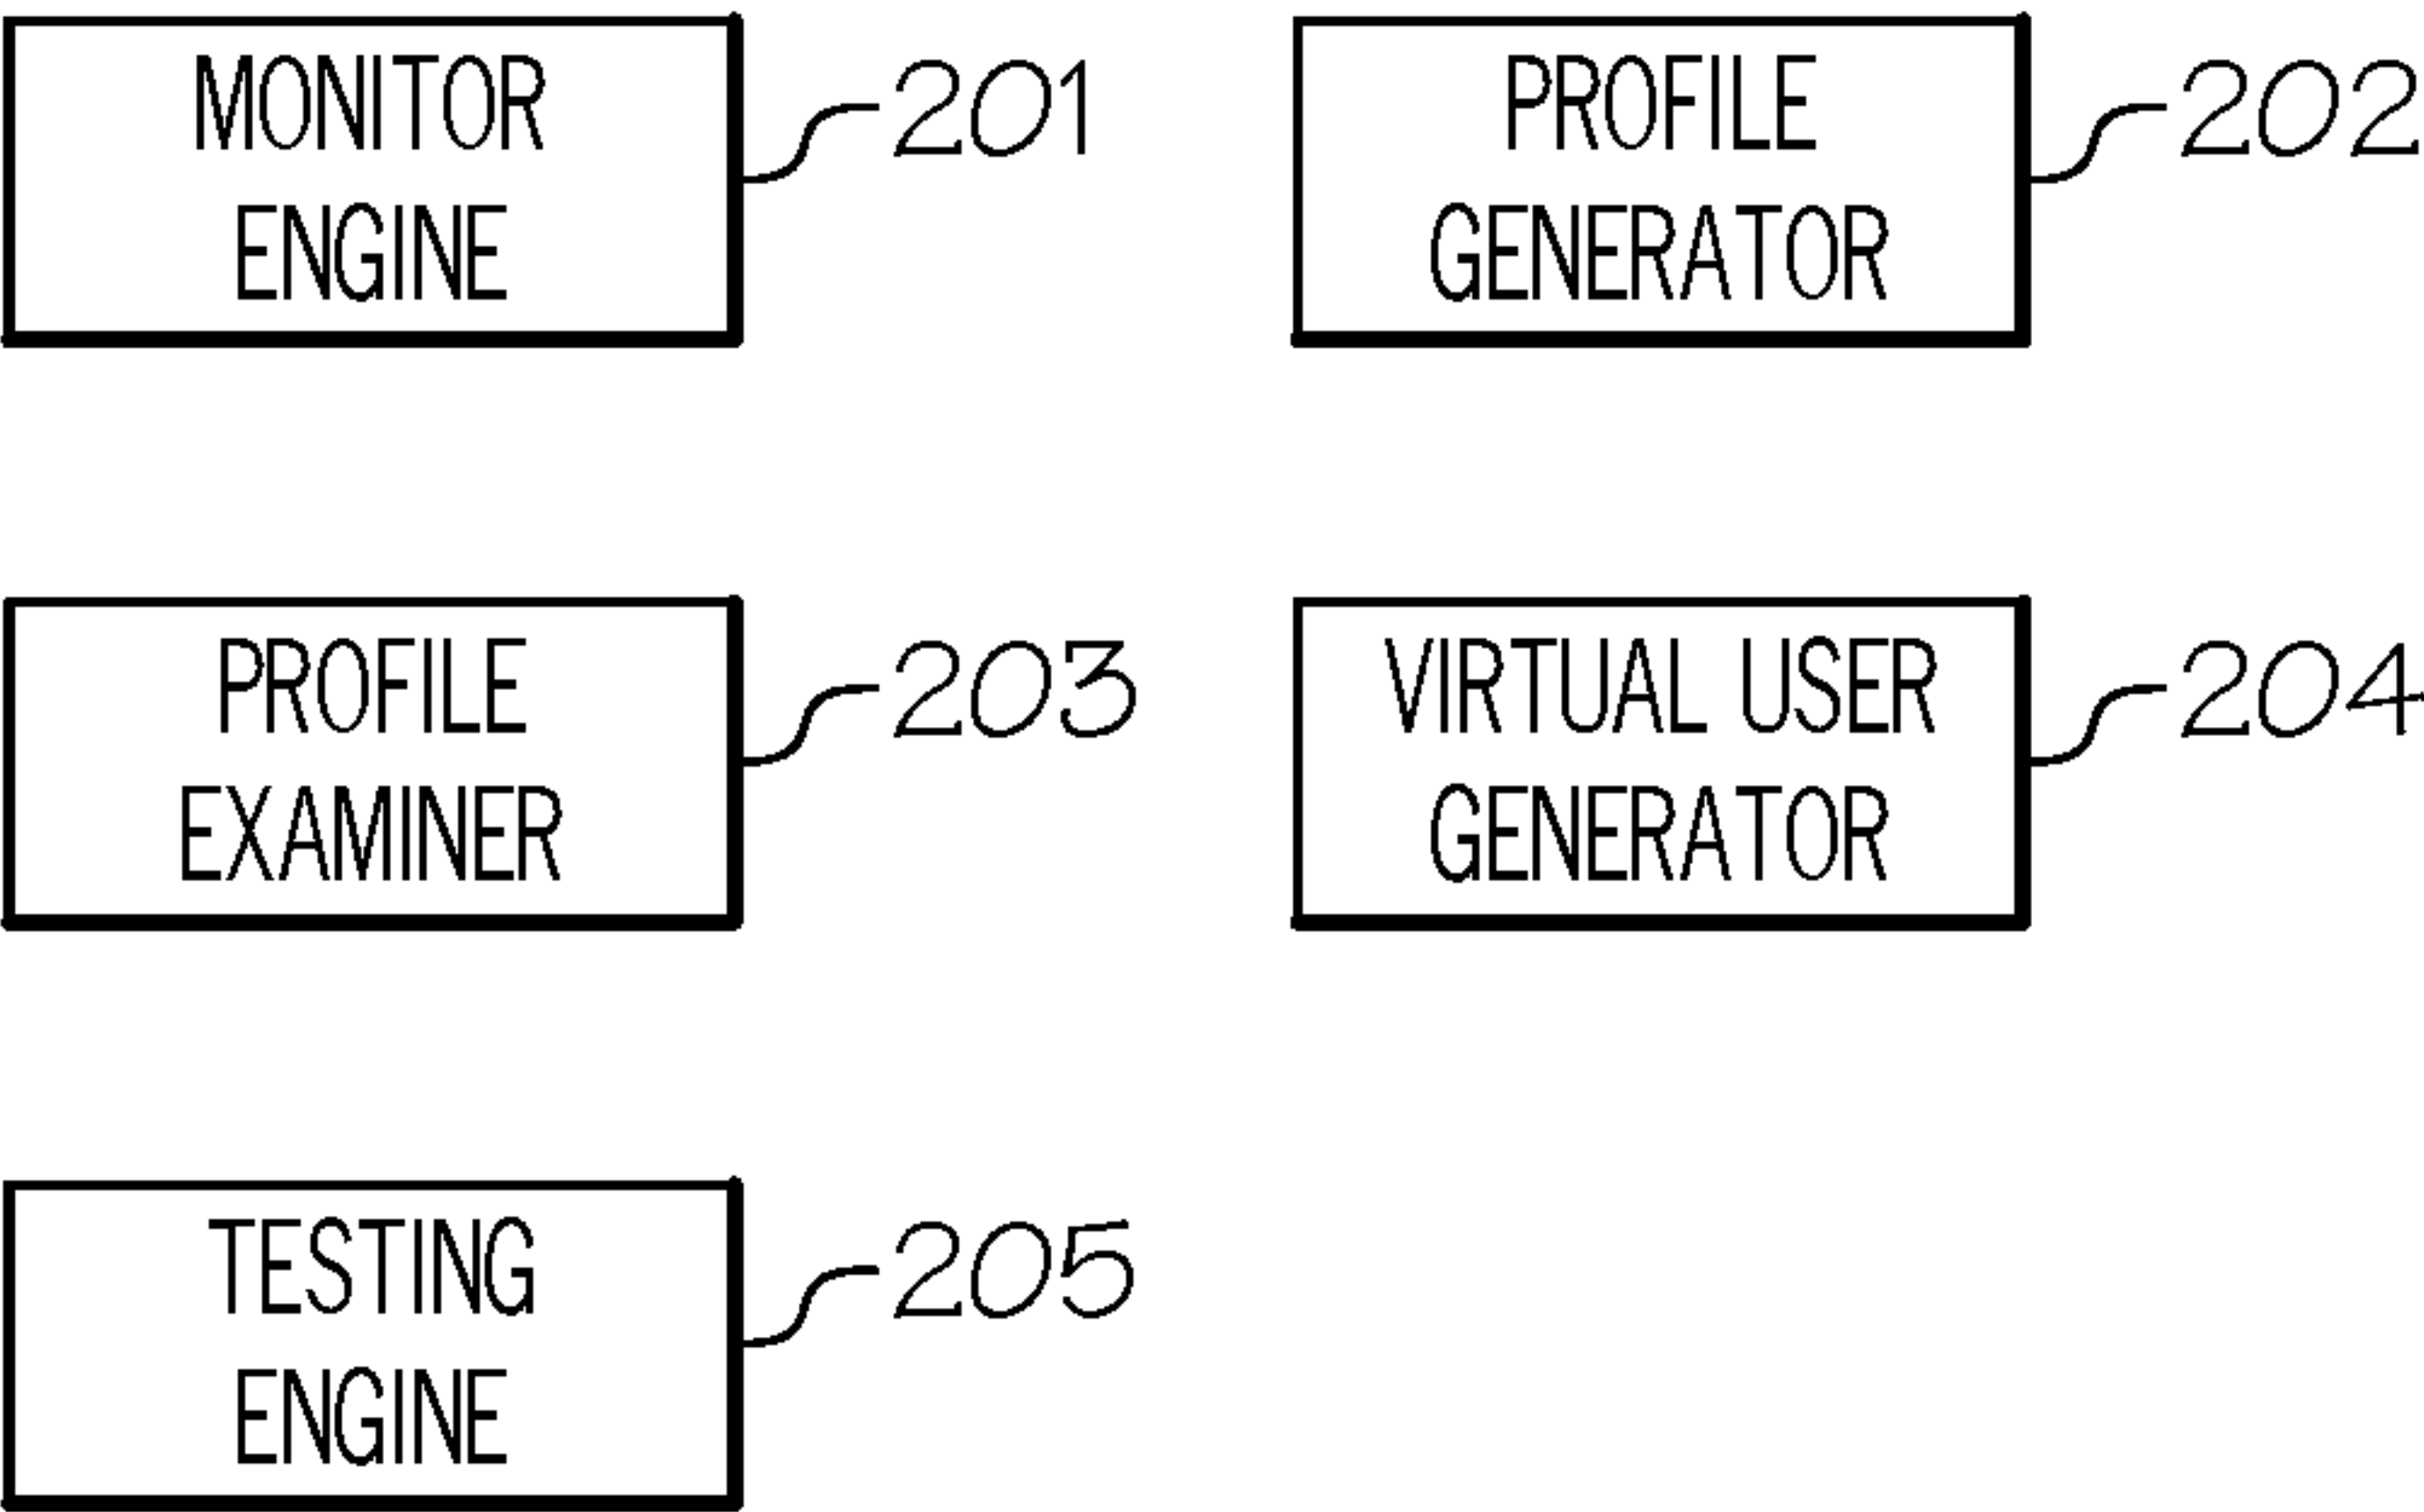 MONITOR
ENGINE
201
PROFILE
GENERATOR
202
PROFILE
EXAMINER
203
VIRTUAL USER
GENERATOR
204
TESTING
ENGINE
205